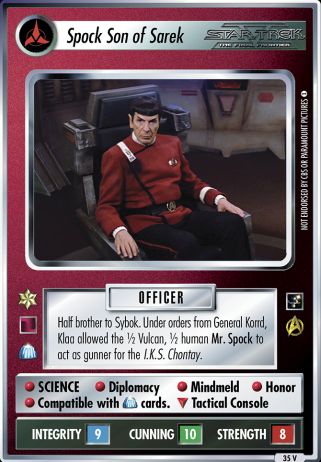 Spock Son of Sarek
STAR TREK
THE FINAL FRONTIER
NOT ENDORSED BY CBS OR PARAMOUNT PICTURES
OFFICER
Half brother to Sybok. Under orders from General Korrd,
Klaa allowed the ½ Vulcan, ½ human Mr. Spock to
act as gunner for the I.K.S. Chontay.
SCIENCE Diplomacy Mindmeld Honor
Compatible with cards. Tactical Console
INTEGRITY 9 CUNNING 10 STRENGTH 8
35 V